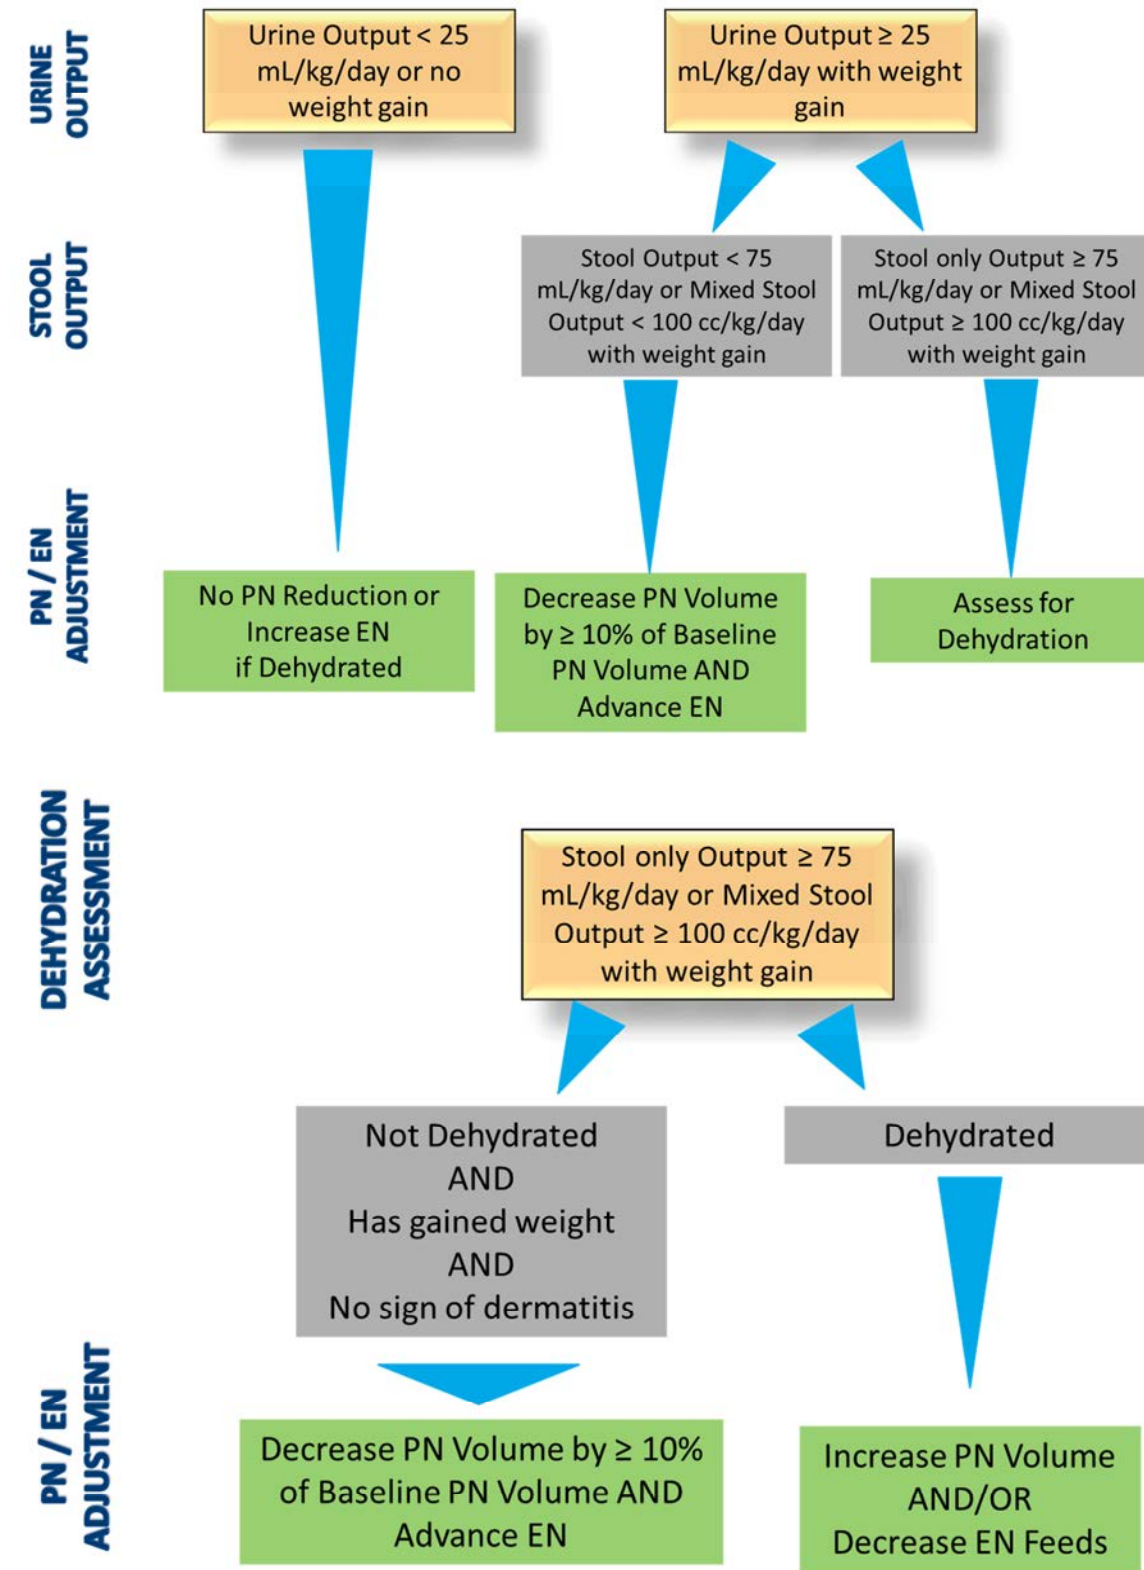 URINE
OUTPUT
Urine Output < 25
mL/kg/day or no
weight gain
Urine Output ≥ 25
mL/kg/day with weight
gain
STOOL
OUTPUT
Stool Output < 75
mL/kg/day or Mixed Stool
Output < 100 cc/kg/day
with weight gain
Stool only Output ≥ 75
mL/kg/day or Mixed Stool
Output ≥ 100 cc/kg/day
with weight gain
PN / EN
ADJUSTMENT
No PN Reduction or
Increase EN
if Dehydrated
Decrease PN Volume
by ≥ 10% of Baseline
PN Volume AND
Advance EN
Assess for
Dehydration
DEHYDRATION
ASSESSMENT
Stool only Output ≥ 75
mL/kg/day or Mixed Stool
Output ≥ 100 cc/kg/day
with weight gain
Not Dehydrated
AND
Has gained weight
AND
No sign of dermatitis
Dehydrated
PN / EN
ADJUSTMENT
Decrease PN Volume by ≥ 10%
of Baseline PN Volume AND
Advance EN
Increase PN Volume
AND/OR
Decrease EN Feeds